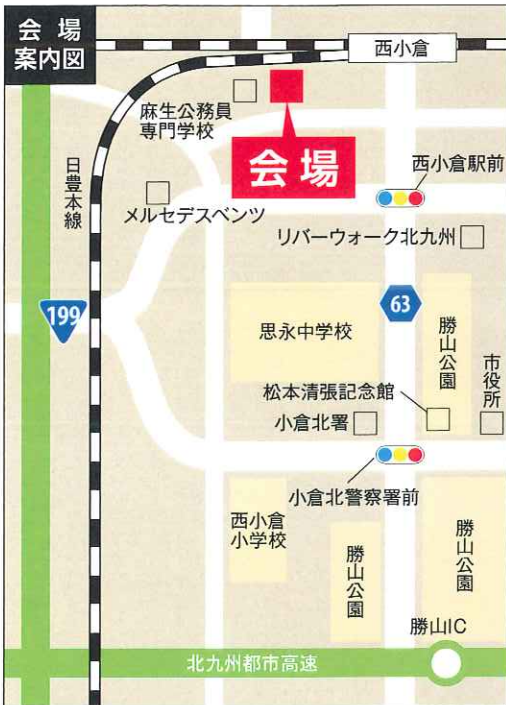 会場
案内図
西小倉
麻生公務員
専門学校
会場
日豊本線
西小倉駅前
メルセデスベンツ
リバーウォーク北九州
199
63
思永中学校
勝山公園
市役所
松本清張記念館
小倉北署
小倉北警察署前
西小倉
小学校
勝山公園
勝山公園
勝山IC
北九州都市高速